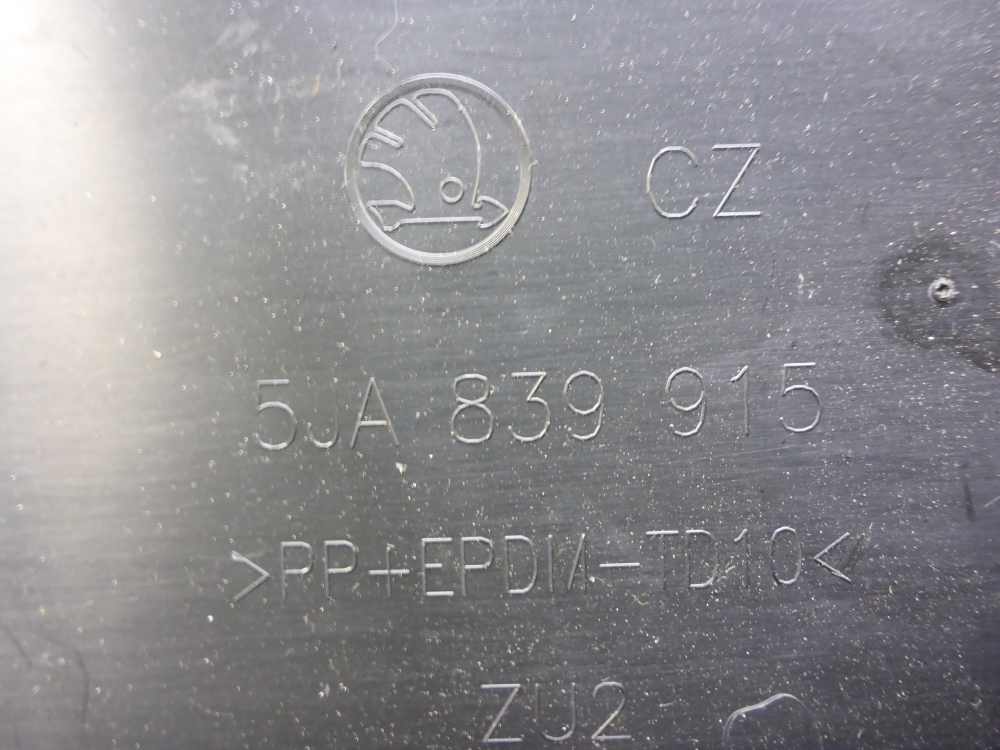 CZ
5JA 839 915
>PP+EPDM-TD10<
ZU2